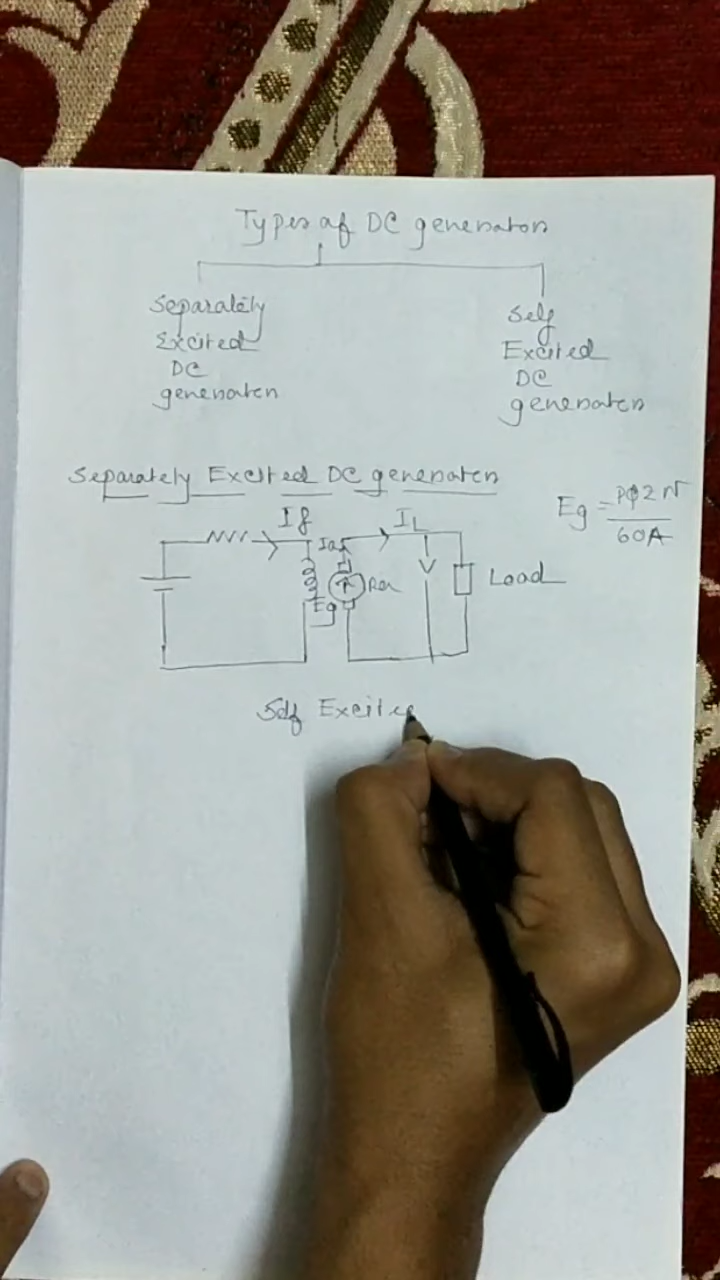 Types of DC generators
Separately
Excited
DC
generator
Self
Excited
DC
generator
Separately Excited DC generator
Eg = Pϕ2N
60A
If
Ia
IL
Eg
Ra
V
Load
Self Excite